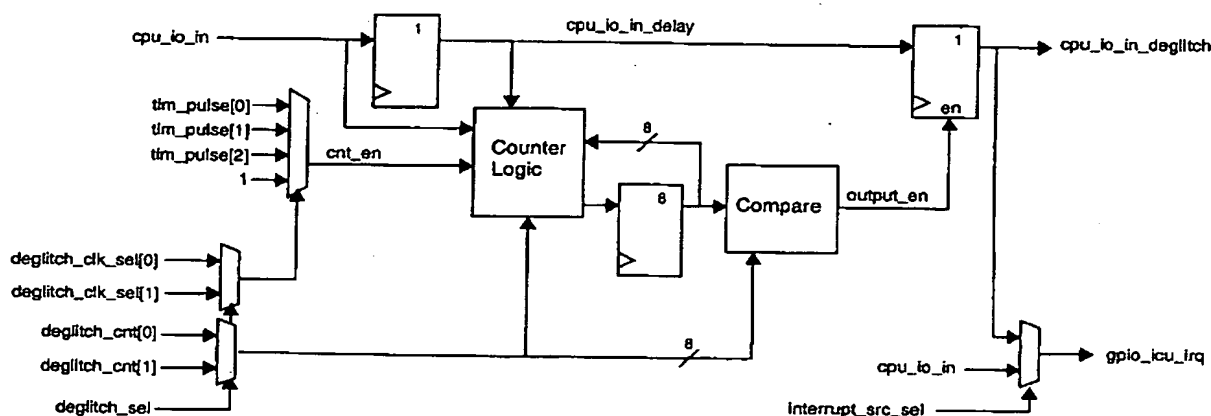 cpu_io_in
1
cpu_io_in_delay
1
cpu_io_in_deglitch
en
tim_pulse[0]
tim_pulse[1]
tim_pulse[2]
1
cnt_en
Counter
Logic
8
8
Compare
output_en
deglitch_clk_sel[0]
deglitch_clk_sel[1]
deglitch_cnt[0]
deglitch_cnt[1]
deglitch_sel
8
cpu_io_in
gpio_icu_irq
interrupt_src_sel